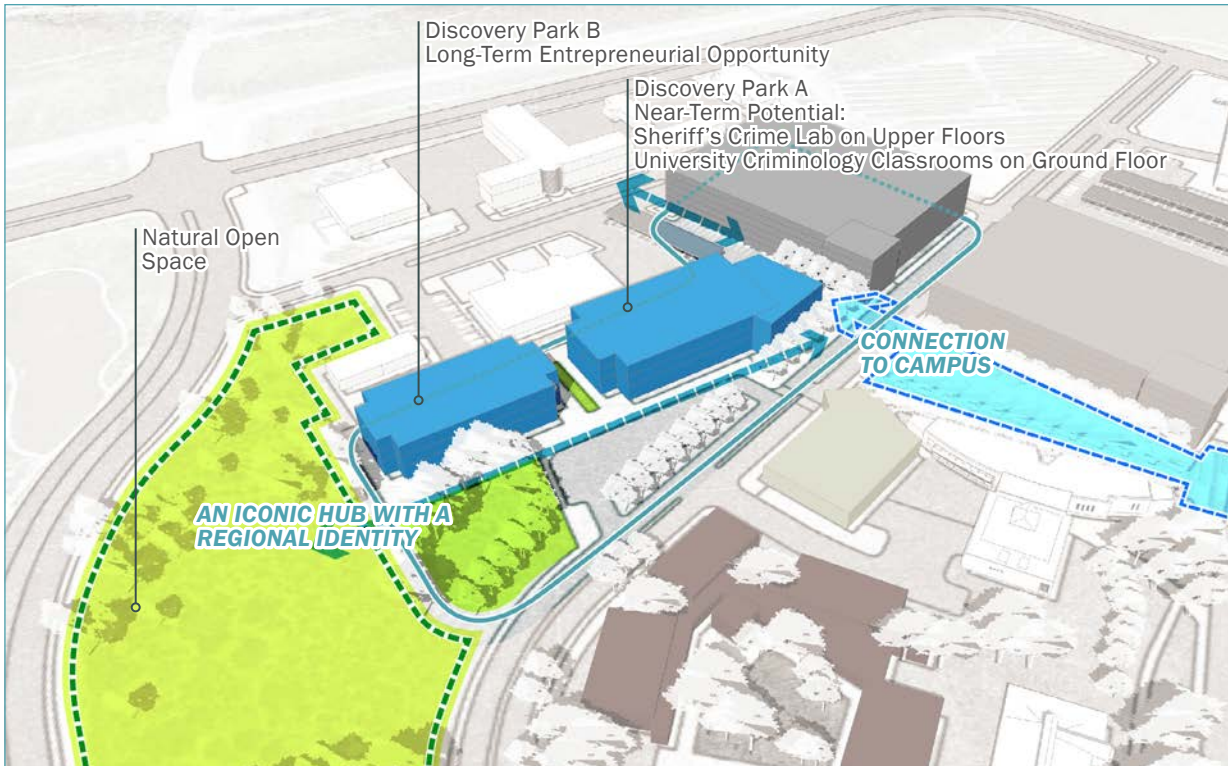 Discovery Park B
Long-Term Entrepreneurial Opportunity
Discovery Park A
Near-Term Potential:
Sheriff's Crime Lab on Upper Floors
University Criminology Classrooms on Ground Floor
Natural Open
Space
CONNECTION
TO CAMPUS
AN ICONIC HUB WITH A
REGIONAL IDENTITY